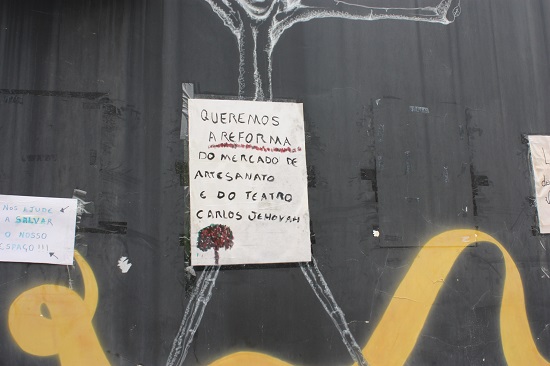 QUEREMOS
A REFORMA
DO MERCADO DE
ARTESANATO
E DO TEATRO
CARLOS JEHOVAH
NOS AJUDE
A SALVAR
O NOSSO
ESPAÇO !!!